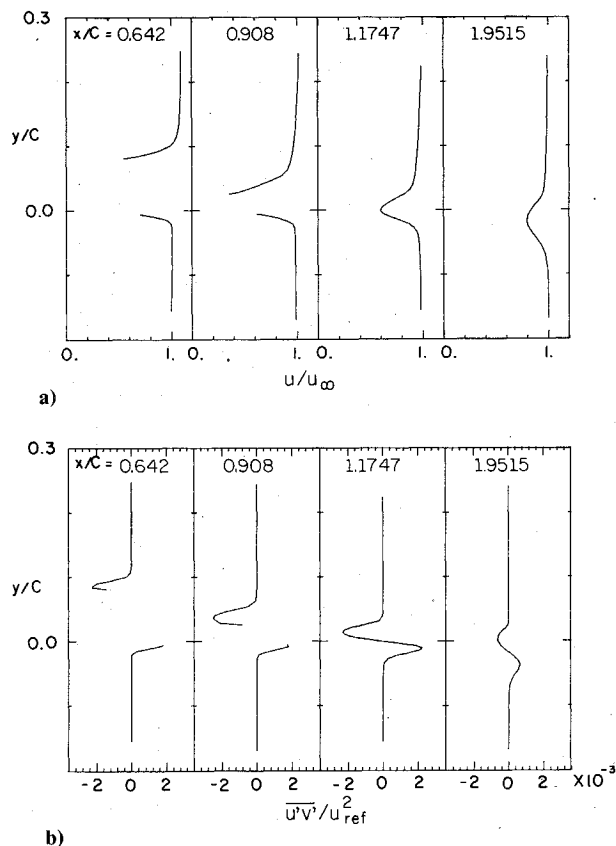 0.3
x/C = 0.642 0.908 1.1747 1.9515
y/C
0.0
0. 1. 0. 1. 0. 1. 0. 1.
u/u∞
a)
0.3
x/C = 0.642 0.908 1.1747 1.9515
y/C
0.0
-2 0 2 -2 0 2 -2 0 2 -2 0 2 X10⁻³
u'v'/u²ref
b)